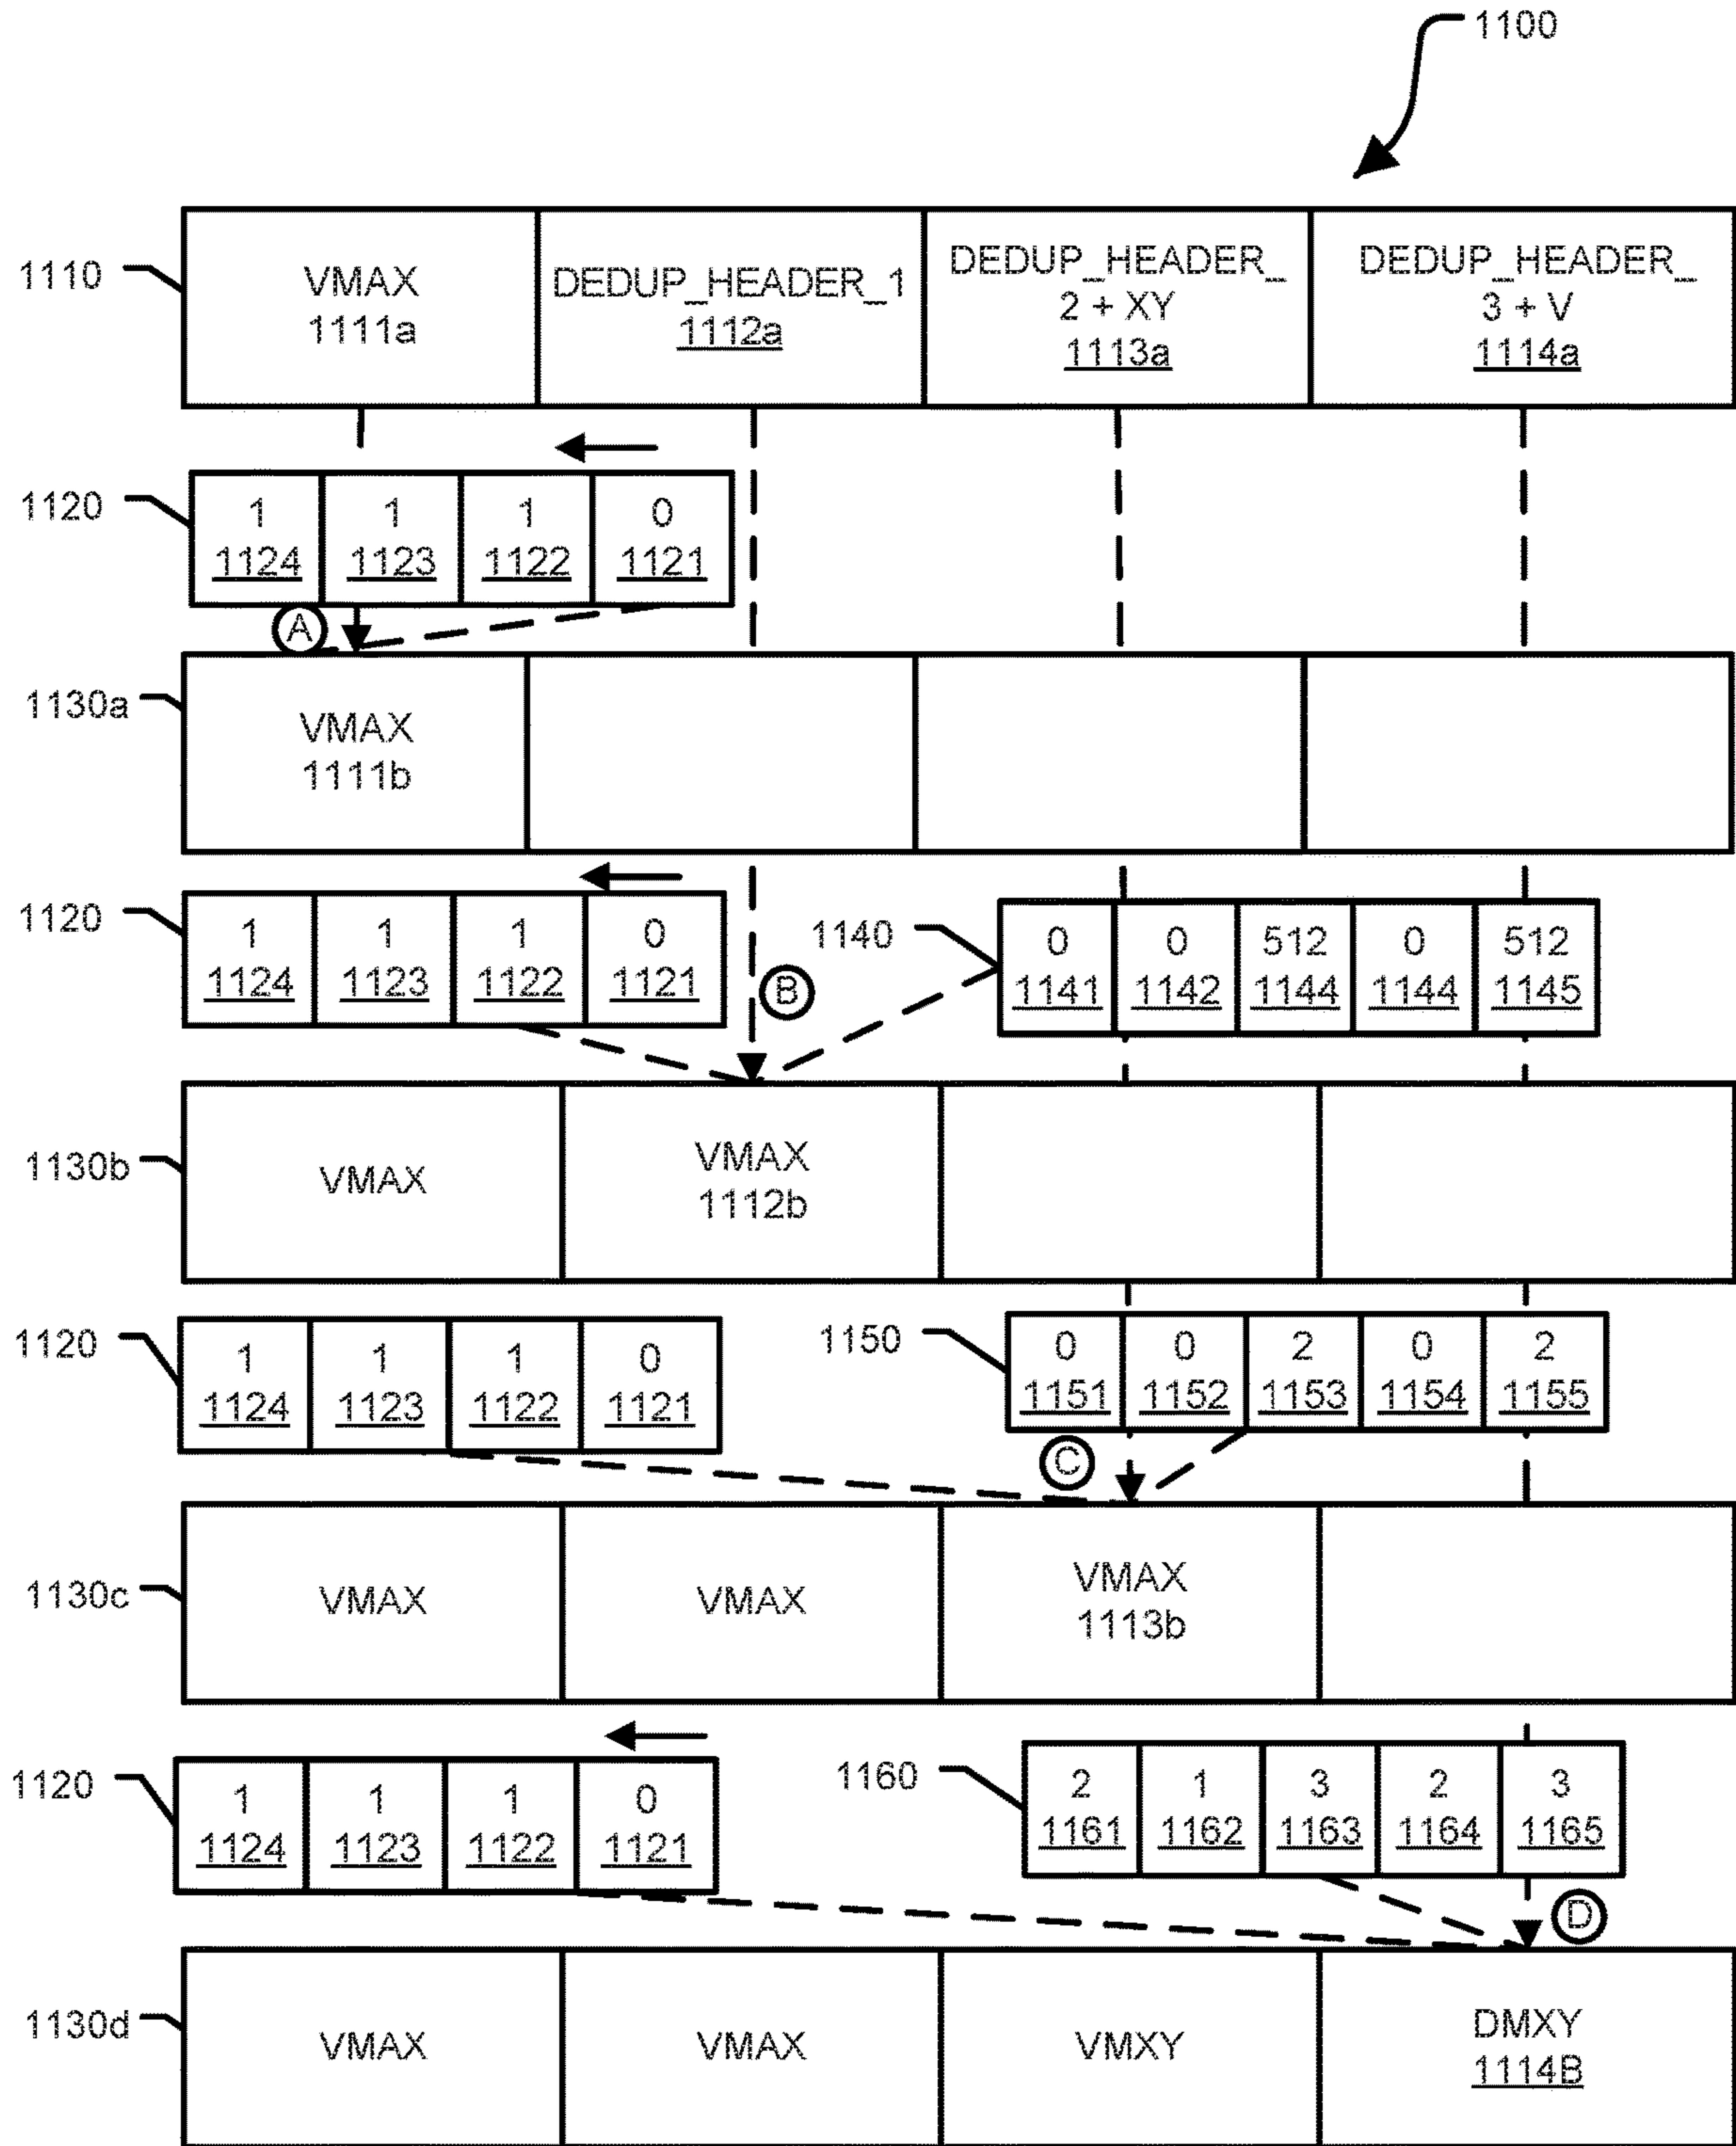 1100
1110
VMAX
1111a
DEDUP_HEADER_1
1112a
DEDUP_HEADER_
2 + XY
1113a
DEDUP_HEADER_
3 + V
1114a
1120
1
1124
1
1123
1
1122
0
1121
A
1130a
VMAX
1111b
1120
1
1124
1
1123
1
1122
0
1121
B
1140
0
1141
0
1142
512
1144
0
1144
512
1145
1130b
VMAX
VMAX
1112b
1120
1
1124
1
1123
1
1122
0
1121
1150
0
1151
0
1152
2
1153
0
1154
2
1155
C
1130c
VMAX
VMAX
VMAX
1113b
1120
1
1124
1
1123
1
1122
0
1121
1160
2
1161
1
1162
3
1163
2
1164
3
1165
D
1130d
VMAX
VMAX
VMXY
DMXY
1114B